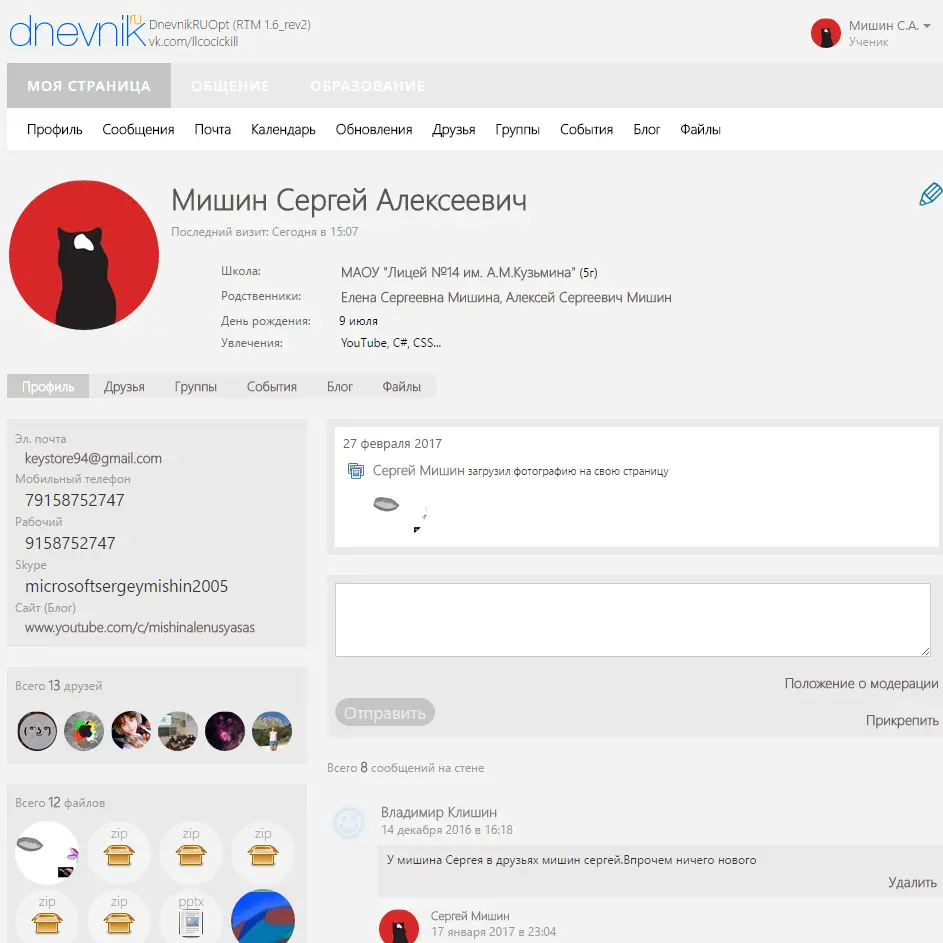 dnevnik ru DnevnikRUOpt (RTM 1.6_rev2)
vk.com/llcocickill
Мишин С.А.
Ученик
МОЯ СТРАНИЦА ОБЩЕНИЕ ОБРАЗОВАНИЕ
Профиль Сообщения Почта Календарь Обновления Друзья Группы События Блог Файлы
Мишин Сергей Алексеевич
Последний визит: Сегодня в 15:07
Школа: МАОУ "Лицей №14 им. А.М.Кузьмина" (5г)
Родственники: Елена Сергеевна Мишина, Алексей Сергеевич Мишин
День рождения: 9 июля
Увлечения: YouTube, C#, CSS...
Профиль Друзья Группы События Блог Файлы
Эл. почта
keystore94@gmail.com
Мобильный телефон
79158752747
Рабочий
9158752747
Skype
microsoftsergeymishin2005
Сайт (Блог)
www.youtube.com/c/mishinalenusyasas
Всего 13 друзей
Всего 12 файлов
zip zip zip
zip zip pptx
27 февраля 2017
Сергей Мишин загрузил фотографию на свою страницу
Положение о модерации
Отправить
Прикрепить
Всего 8 сообщений на стене
Владимир Клишин
14 декабря 2016 в 16:18
У мишина Сергея в друзьях мишин сергей.Впрочем ничего нового
Удалить
Сергей Мишин
17 января 2017 в 23:04